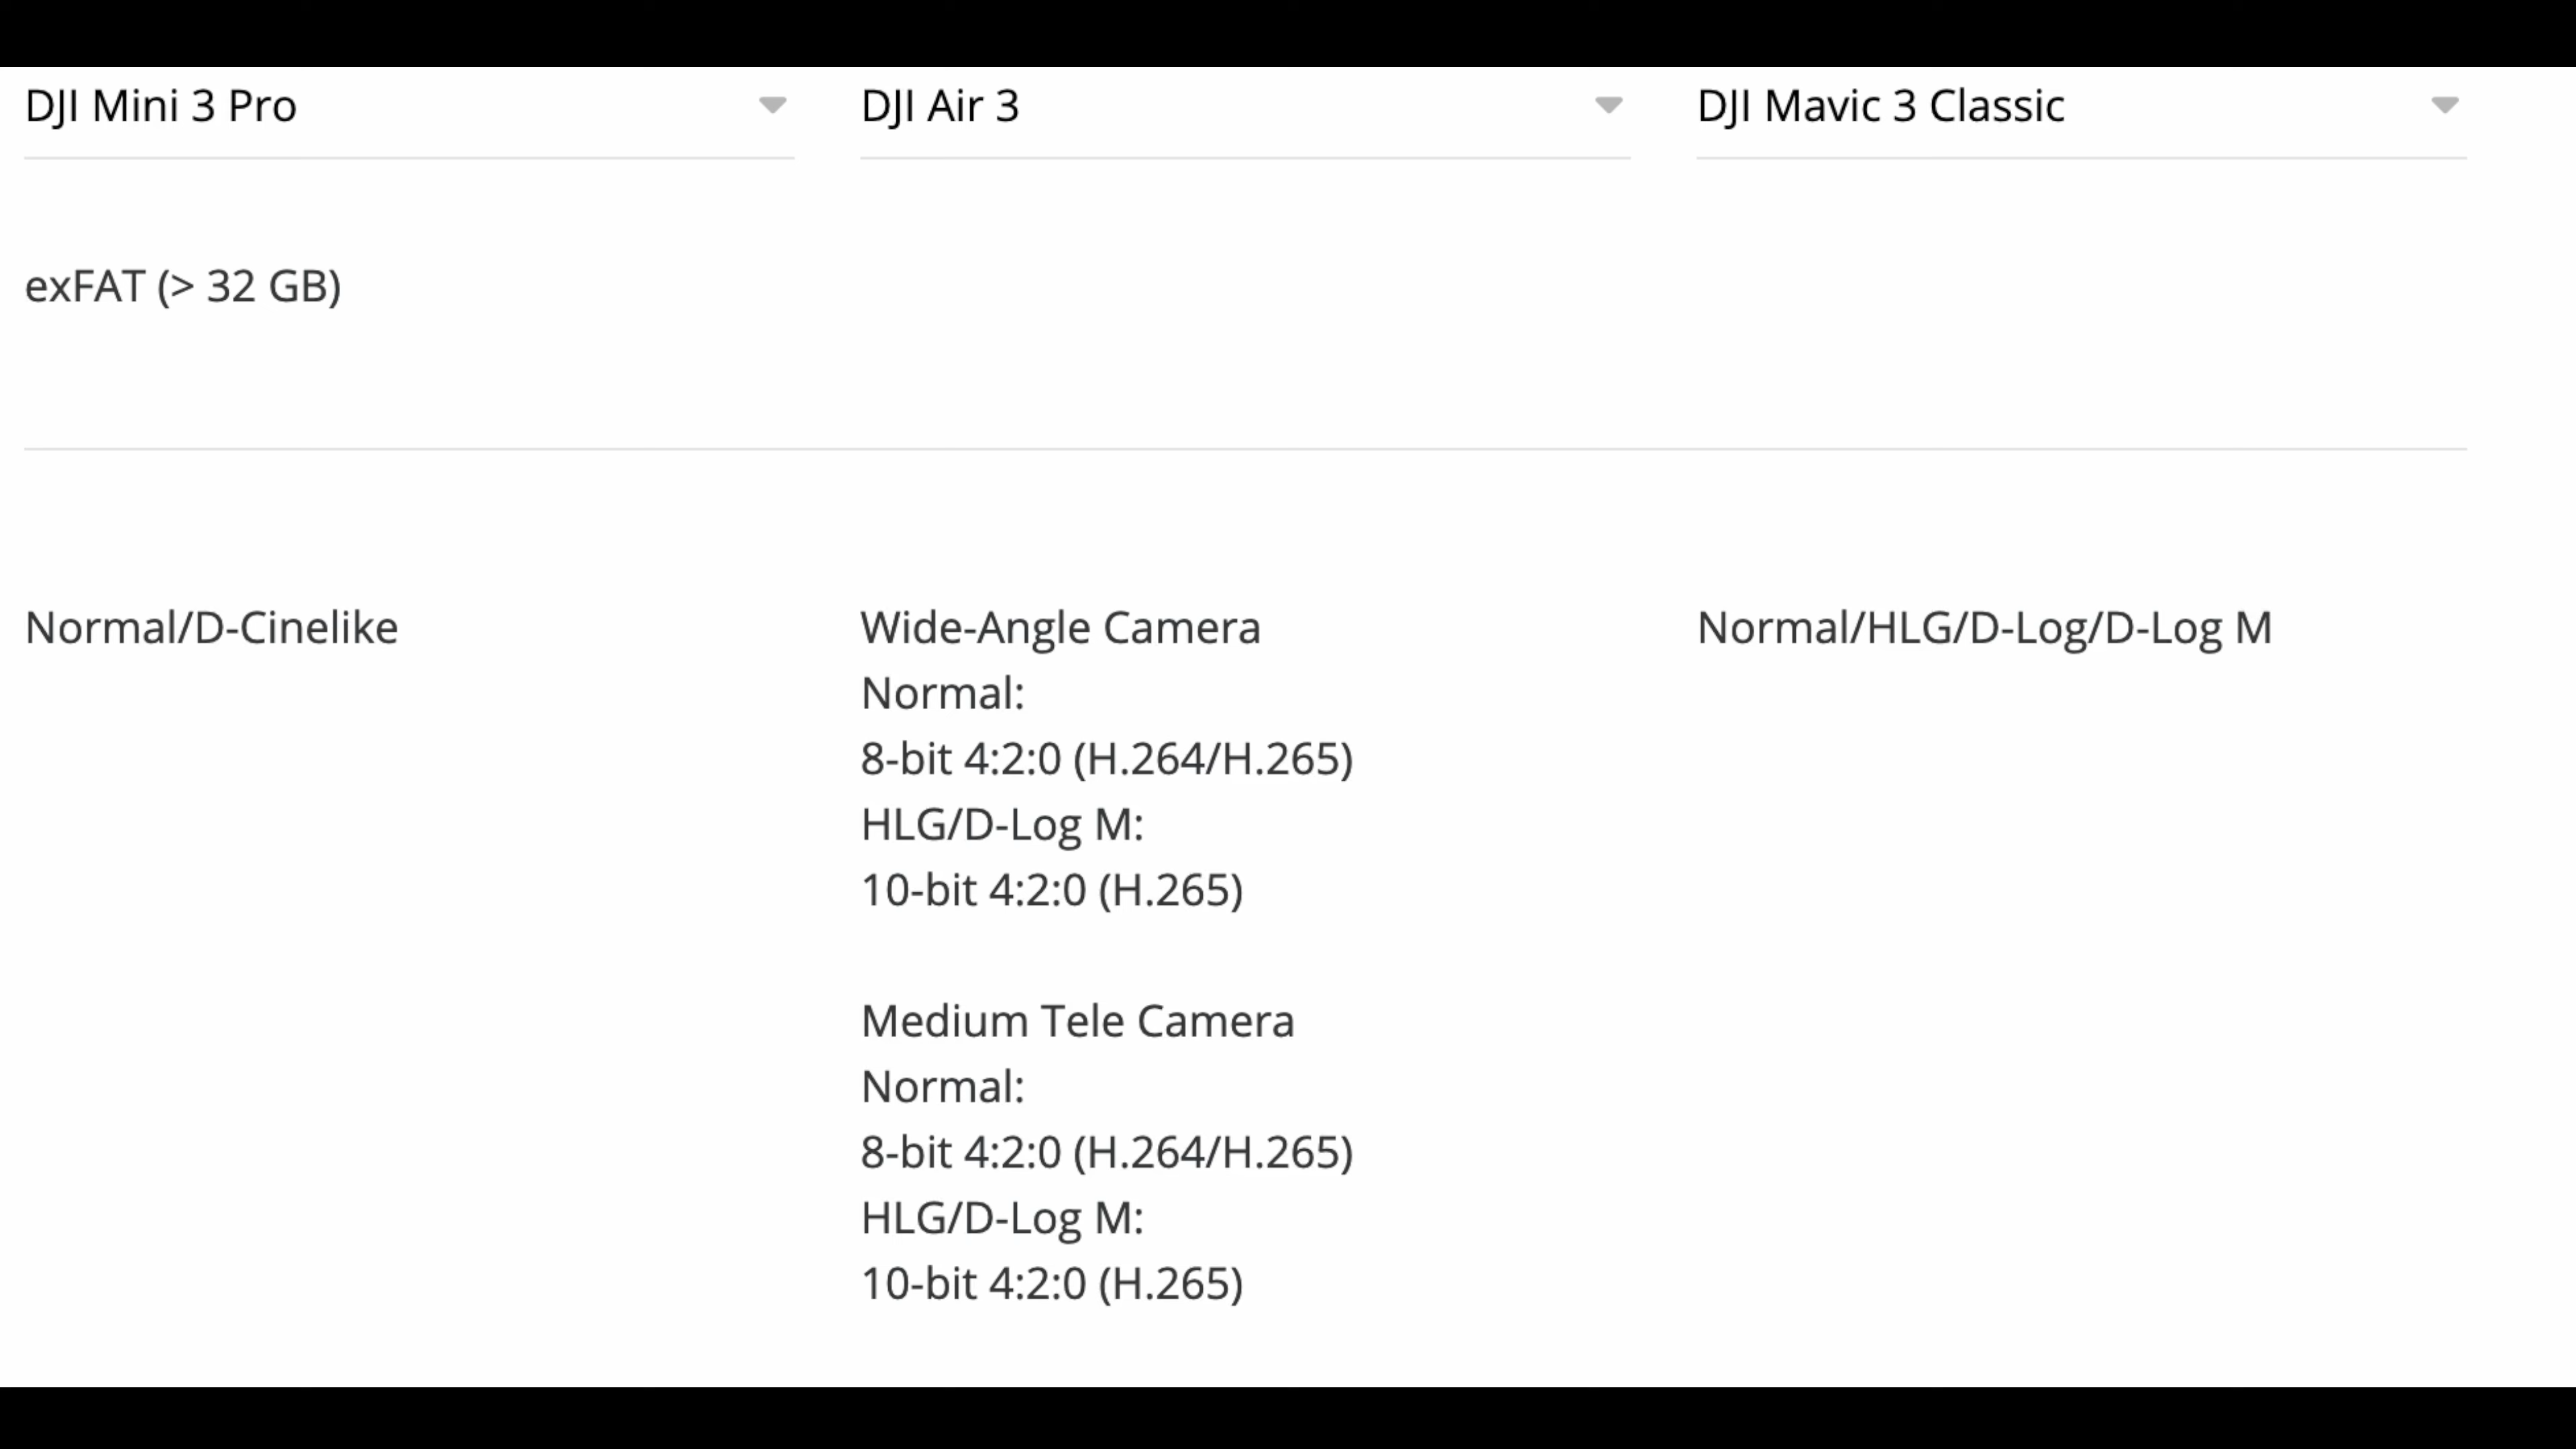 DJI Mini 3 Pro
DJI Air 3
DJI Mavic 3 Classic
exFAT (> 32 GB)
Normal/D-Cinelike
Wide-Angle Camera
Normal:
8-bit 4:2:0 (H.264/H.265)
HLG/D-Log M:
10-bit 4:2:0 (H.265)
Medium Tele Camera
Normal:
8-bit 4:2:0 (H.264/H.265)
HLG/D-Log M:
10-bit 4:2:0 (H.265)
Normal/HLG/D-Log/D-Log M